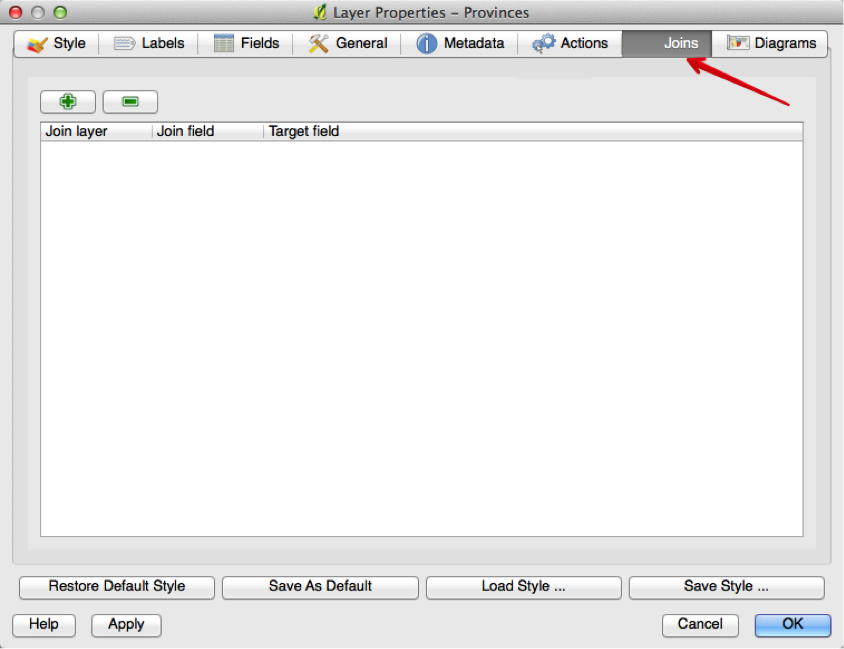 Layer Properties – Provinces
Style Labels Fields General Metadata Actions Joins Diagrams
Join layer Join field Target field
Restore Default Style Save As Default Load Style ... Save Style ...
Help Apply Cancel OK